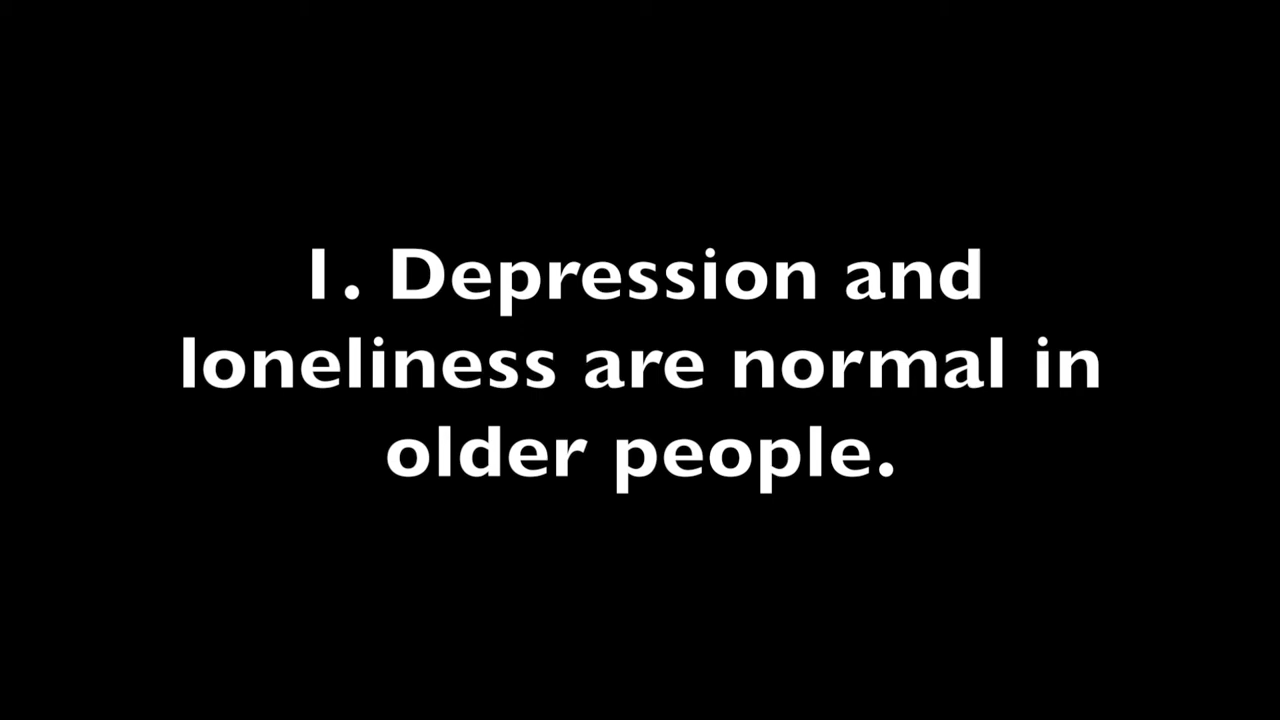 1. Depression and
loneliness are normal in
older people.